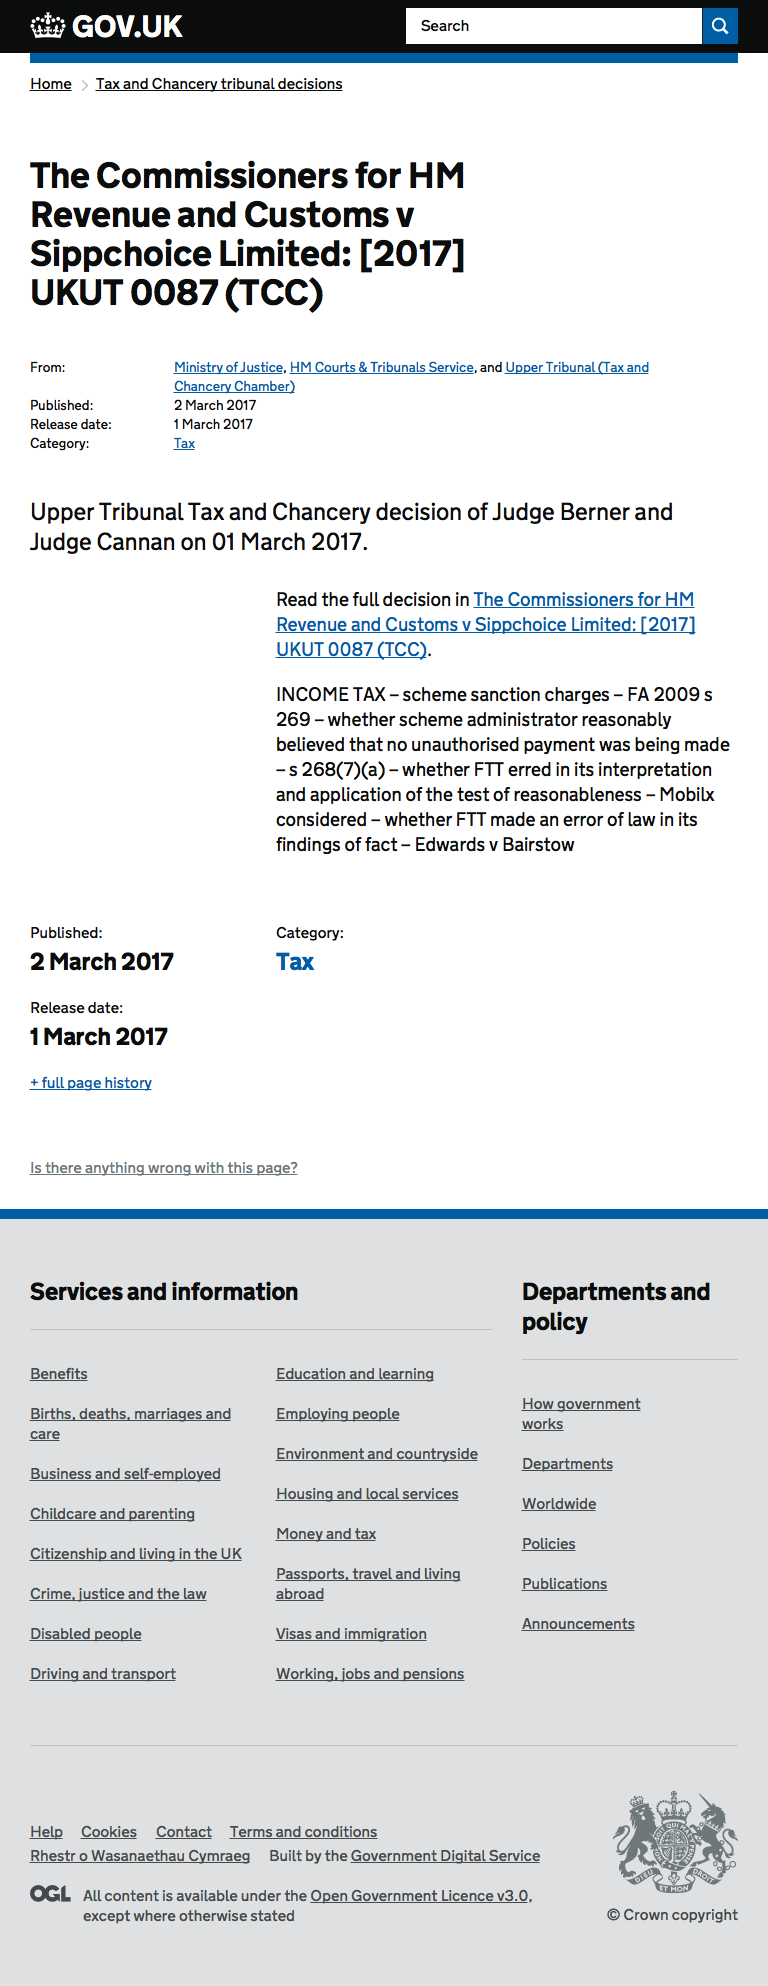 GOV.UK
Search
Home
Tax and Chancery tribunal decisions
The Commissioners for HM
Revenue and Customs v
Sippchoice Limited: [2017]
UKUT 0087 (TCC)
From: Ministry of Justice, HM Courts & Tribunals Service, and Upper Tribunal (Tax and
Chancery Chamber)
Published: 2 March 2017
Release date: 1 March 2017
Category: Tax
Upper Tribunal Tax and Chancery decision of Judge Berner and
Judge Cannan on 01 March 2017.
Read the full decision in The Commissioners for HM
Revenue and Customs v Sippchoice Limited: [2017]
UKUT 0087 (TCC).
INCOME TAX – scheme sanction charges – FA 2009 s
269 – whether scheme administrator reasonably
believed that no unauthorised payment was being made
– s 268(7)(a) – whether FTT erred in its interpretation
and application of the test of reasonableness – Mobilx
considered – whether FTT made an error of law in its
findings of fact – Edwards v Bairstow
Published:
2 March 2017
Category:
Tax
Release date:
1 March 2017
+ full page history
Is there anything wrong with this page?
Services and information
Benefits
Births, deaths, marriages and
care
Business and self-employed
Childcare and parenting
Citizenship and living in the UK
Crime, justice and the law
Disabled people
Driving and transport
Education and learning
Employing people
Environment and countryside
Housing and local services
Money and tax
Passports, travel and living
abroad
Visas and immigration
Working, jobs and pensions
Departments and
policy
How government
works
Departments
Worldwide
Policies
Publications
Announcements
Help Cookies Contact Terms and conditions
Rhestr o Wasanaethau Cymraeg Built by the Government Digital Service
OGL All content is available under the Open Government Licence v3.0,
except where otherwise stated
DIEU ET MON DROIT
© Crown copyright